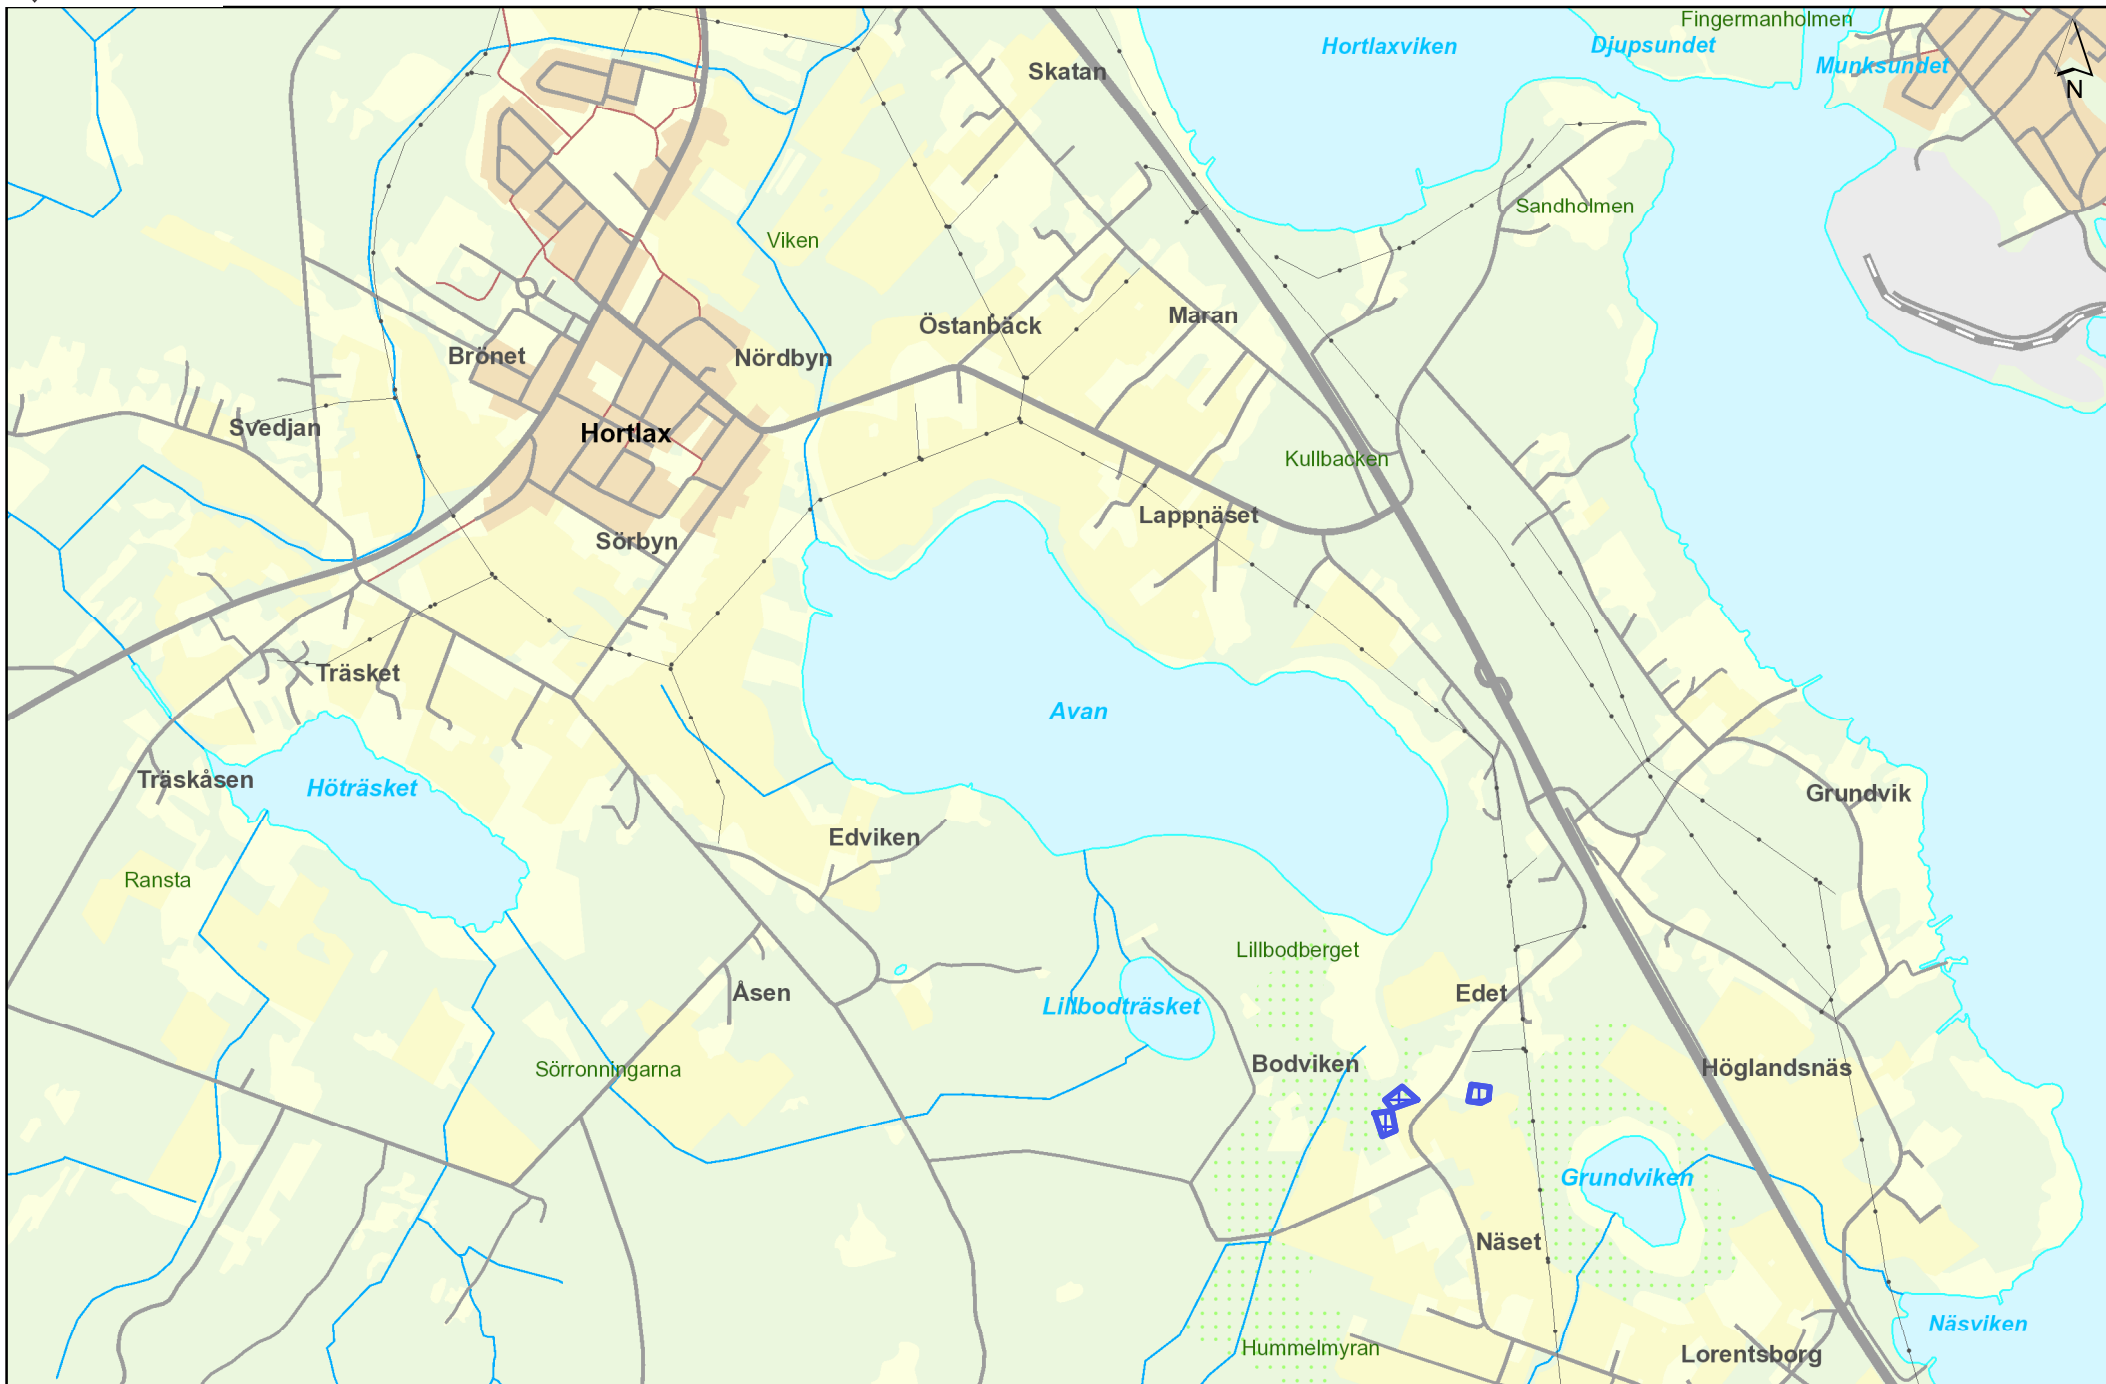 Fingermanholmen
Hortlaxviken
Djupsundet
Munksundet
Skatan
N
Sandholmen
Viken
Östanbäck
Maran
Brönet
Nördbyn
Svedjan
Hortlax
Kullbacken
Lappnäset
Sörbyn
Träsket
Avan
Träskåsen
Höträsket
Grundvik
Edviken
Ransta
Lillbodberget
Åsen
Edet
Lillbodträsket
Bodviken
Höglandsnäs
Sörronningarna
Grundviken
Näset
Näsviken
Hummelmyran
Lorentsborg